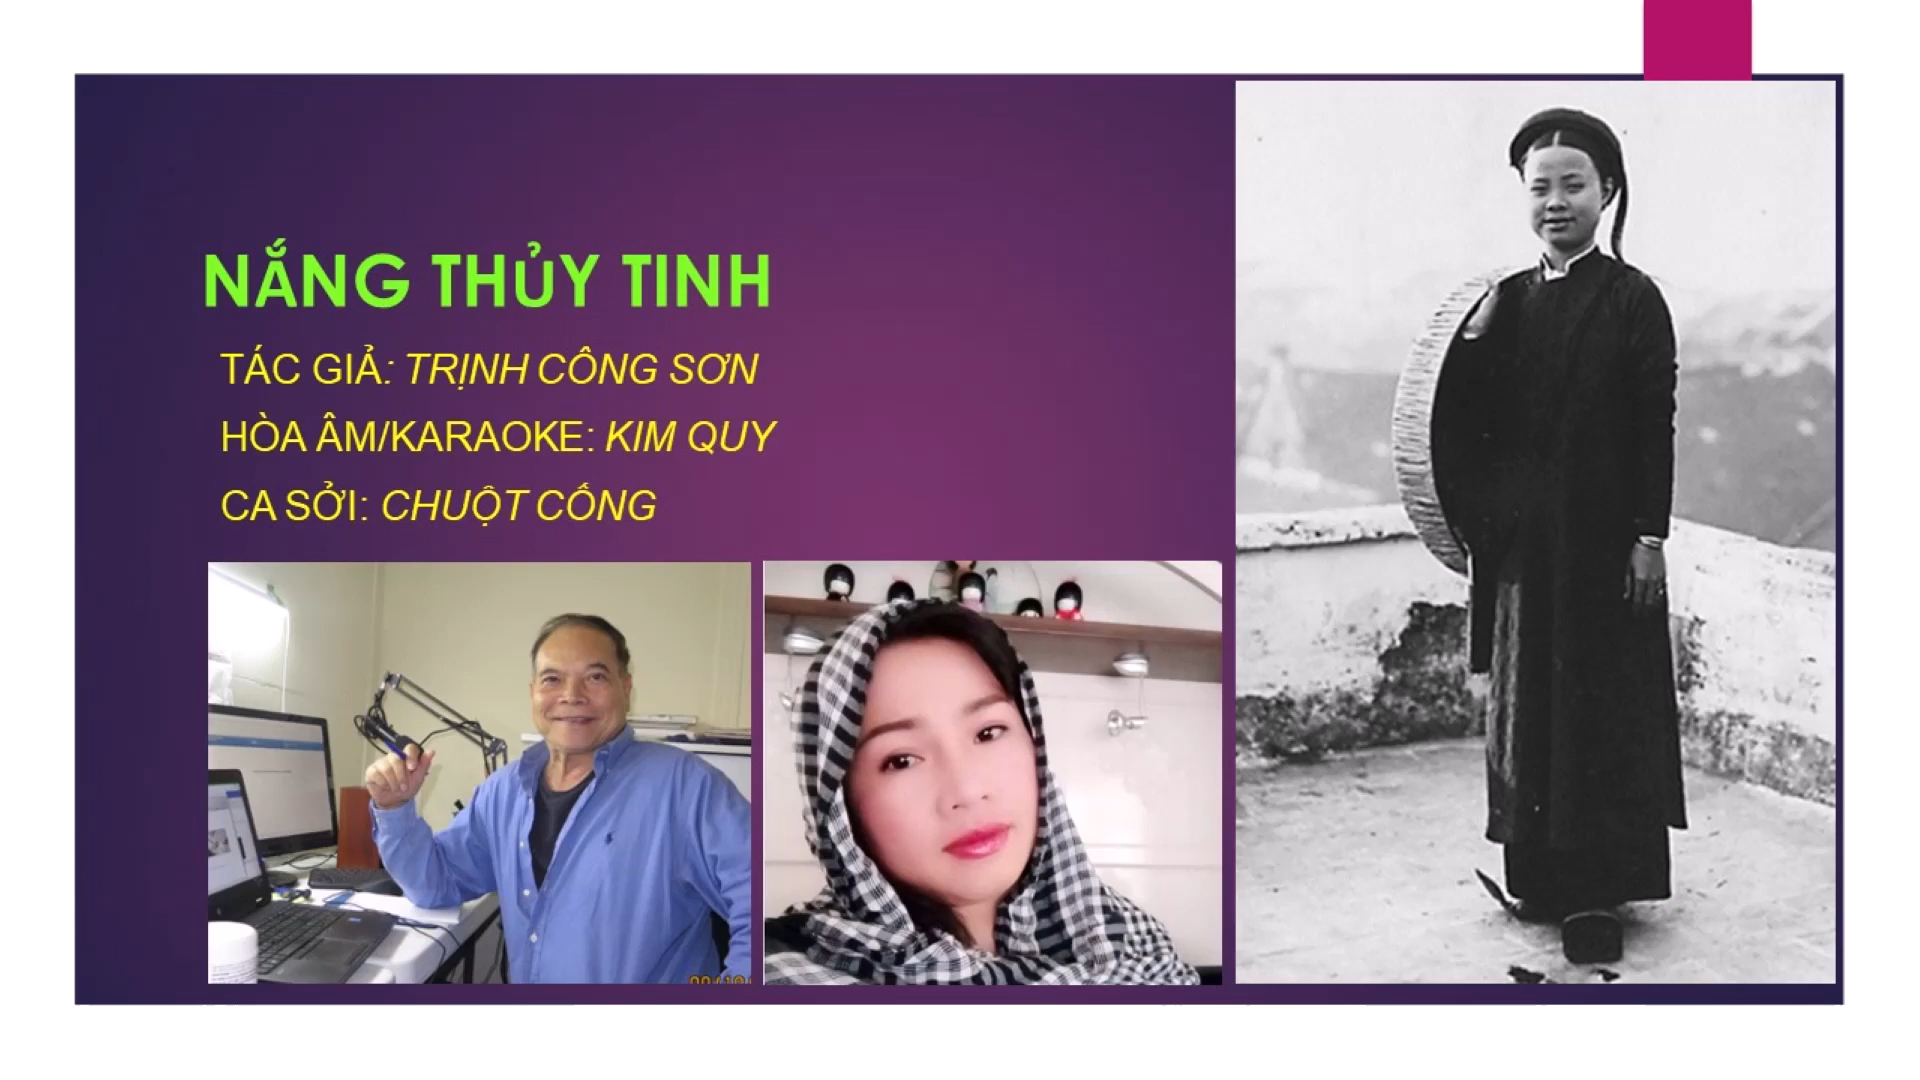 NẮNG THỦY TINH
TÁC GIẢ: TRỊNH CÔNG SƠN
HÒA ÂM/KARAOKE: KIM QUY
CA SỞI: CHUỘT CỐNG